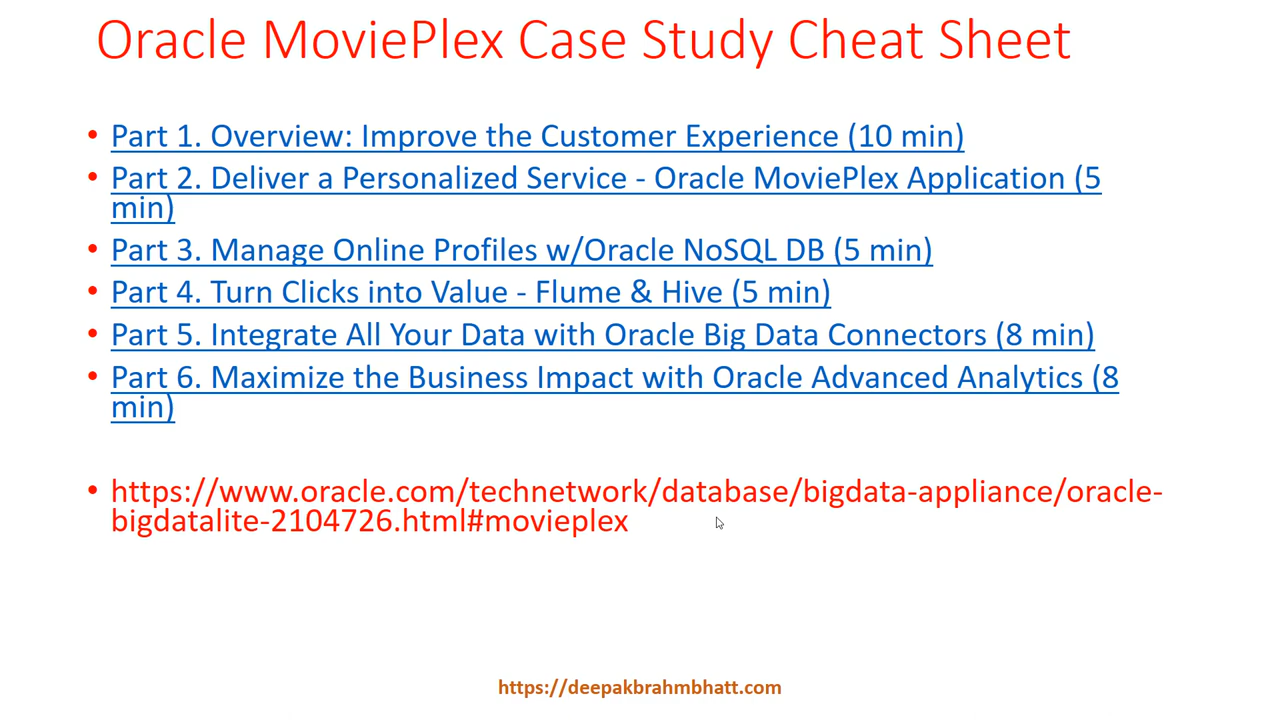 Oracle MoviePlex Case Study Cheat Sheet
• Part 1. Overview: Improve the Customer Experience (10 min)
• Part 2. Deliver a Personalized Service - Oracle MoviePlex Application (5
min)
• Part 3. Manage Online Profiles w/Oracle NoSQL DB (5 min)
• Part 4. Turn Clicks into Value - Flume & Hive (5 min)
• Part 5. Integrate All Your Data with Oracle Big Data Connectors (8 min)
• Part 6. Maximize the Business Impact with Oracle Advanced Analytics (8
min)
• https://www.oracle.com/technetwork/database/bigdata-appliance/oracle-
bigdatalite-2104726.html#movieplex
https://deepakbrahmbhatt.com